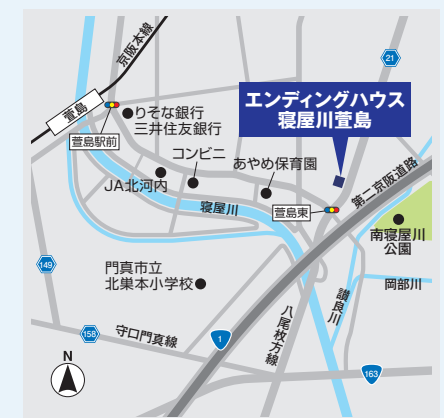 京阪本線
21
萱島
りそな銀行
三井住友銀行
エンディングハウス
寝屋川萱島
萱島駅前
コンビニ
あやめ保育園
第二京阪道路
JA北河内
寝屋川
萱島東
南寝屋川
公園
149
門真市立
北巣本小学校
岡部川
讃良川
158
守口門真線
1
八尾枚方線
163
N